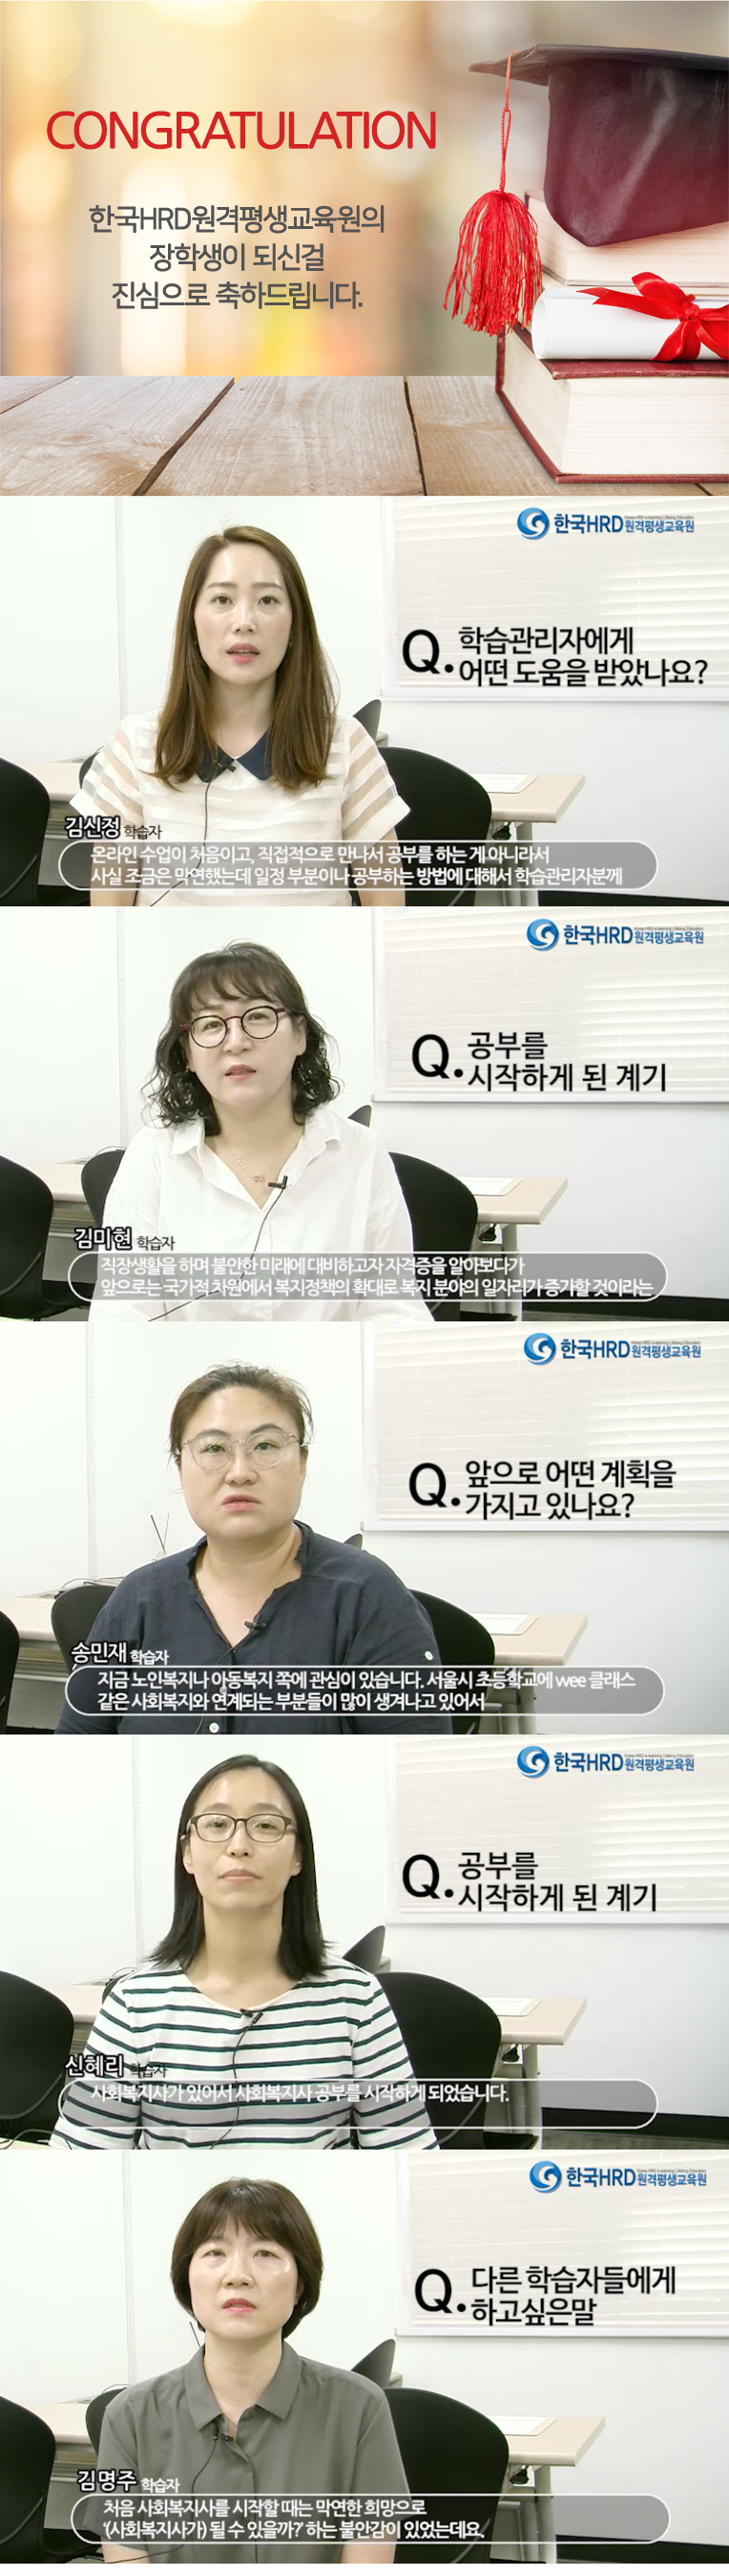 CONGRATULATION
한국HRD원격평생교육원의
장학생이 되신걸
진심으로 축하드립니다.
한국HRD원격평생교육원
Q. 학습관리자에게
어떤 도움을 받았나요?
김신정 학습자
온라인 수업이 처음이고, 직접적으로 만나서 공부를 하는 게 아니라서
사실 조금은 막연했는데 일정 부분이나 공부하는 방법에 대해서 학습관리자분께
한국HRD원격평생교육원
Q. 공부를
시작하게 된 계기
김미현 학습자
직장생활을 하며 불안한 미래에 대비하고자 자격증을 알아보다가
앞으로는 국가적 차원에서 복지정책의 확대로 복지 분야의 일자리가 증가할 것이라는
한국HRD원격평생교육원
Q. 앞으로 어떤 계획을
가지고 있나요?
송민재 학습자
지금 노인복지나 아동복지 쪽에 관심이 있습니다. 서울시 초등학교에 wee 클래스
같은 사회복지와 연계되는 부분들이 많이 생겨나고 있어서
한국HRD원격평생교육원
Q. 공부를
시작하게 된 계기
신혜리 학습자
사회복지사가 있어서 사회복지사 공부를 시작하게 되었습니다.
한국HRD원격평생교육원
Q. 다른 학습자들에게
하고싶은말
김명주 학습자
처음 사회복지사를 시작할 때는 막연한 희망으로
'(사회복지사가) 될 수 있을까?' 하는 불안감이 있었는데요.